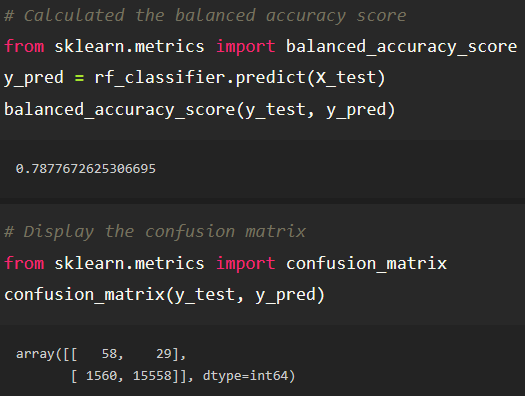 # Calculated the balanced accuracy score
from sklearn.metrics import balanced_accuracy_score
y_pred = rf_classifier.predict(X_test)
balanced_accuracy_score(y_test, y_pred)
0.7877672625306695
# Display the confusion matrix
from sklearn.metrics import confusion_matrix
confusion_matrix(y_test, y_pred)
array([[   58,    29],
       [ 1560, 15558]], dtype=int64)